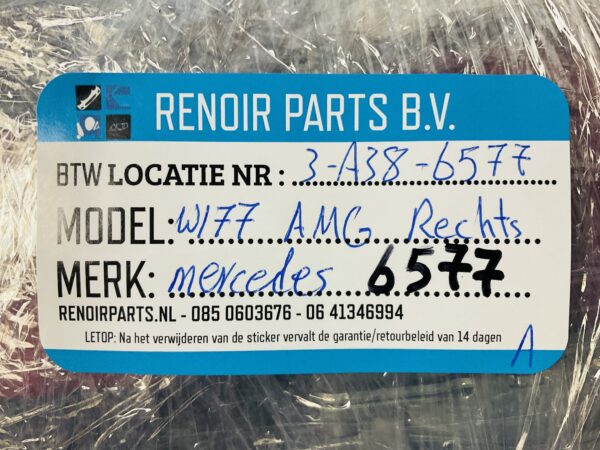 RENOIR PARTS B.V.
BTW LOCATIE NR : 3-A38-6577
MODEL: W177 AMG Rechts
MERK: mercedes 6577
RENOIRPARTS.NL - 085 0603676 - 06 41346994
LETOP: Na het verwijderen van de sticker vervalt de garantie/retourbeleid van 14 dagen
A